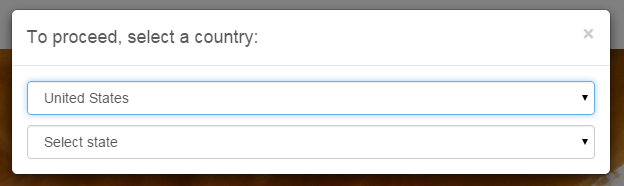 To proceed, select a country:
×
United States
Select state